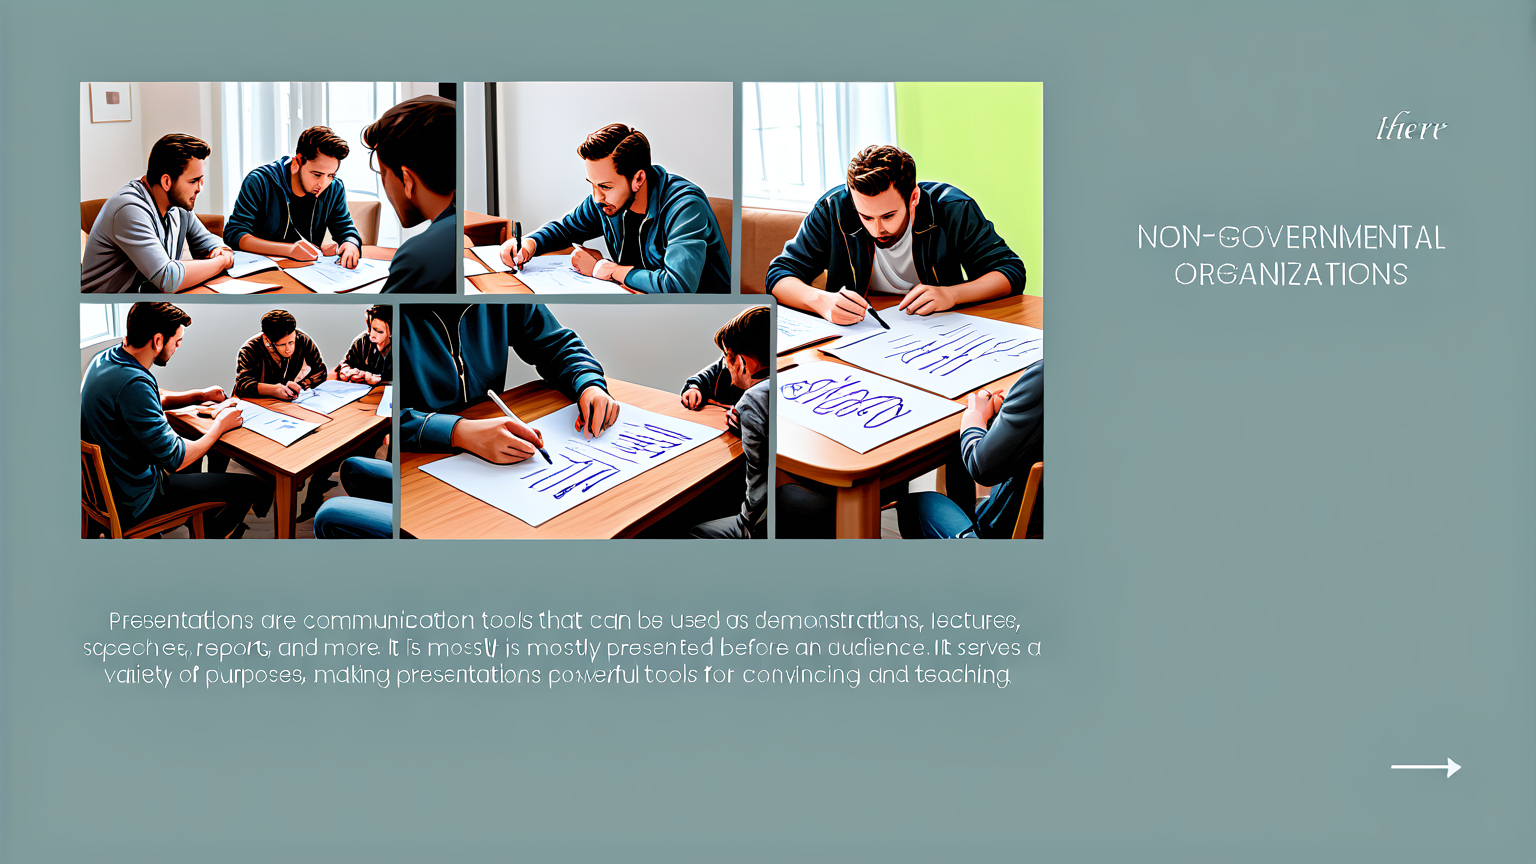 NON-GOVERNMENTAL
ORGANIZATIONS
Presentations are communication tools that can be used as demonstrations, lectures,
reports, and more. It is mostly is mostly presented before an audience. It serves a
variety of purposes, making presentations powerful tools for convincing and teaching.